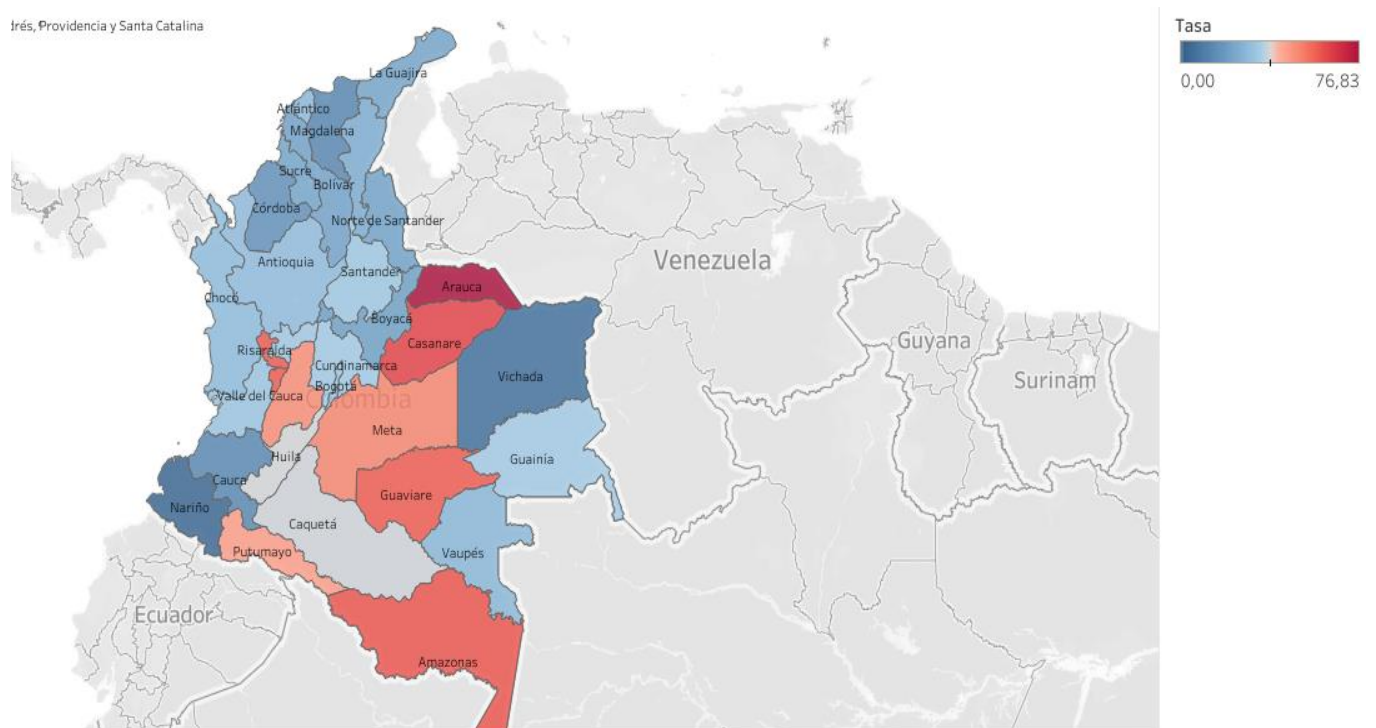 drés, Providencia y Santa Catalina
Tasa
0,00 76,83
La Guajira
Atlántico
Magdalena
Sucre
Bolívar
Córdoba
Norte de Santander
Antioquia
Santander
Venezuela
Arauca
Chocó
Boyacá
Casanare
Guyana
Risaralda
Cundinamarca
Vichada
Surinam
Bogotá
Valle del Cauca
Colombia
Meta
Huila
Guainía
Cauca
Guaviare
Nariño
Caquetá
Putumayo
Vaupés
Ecuador
Amazonas